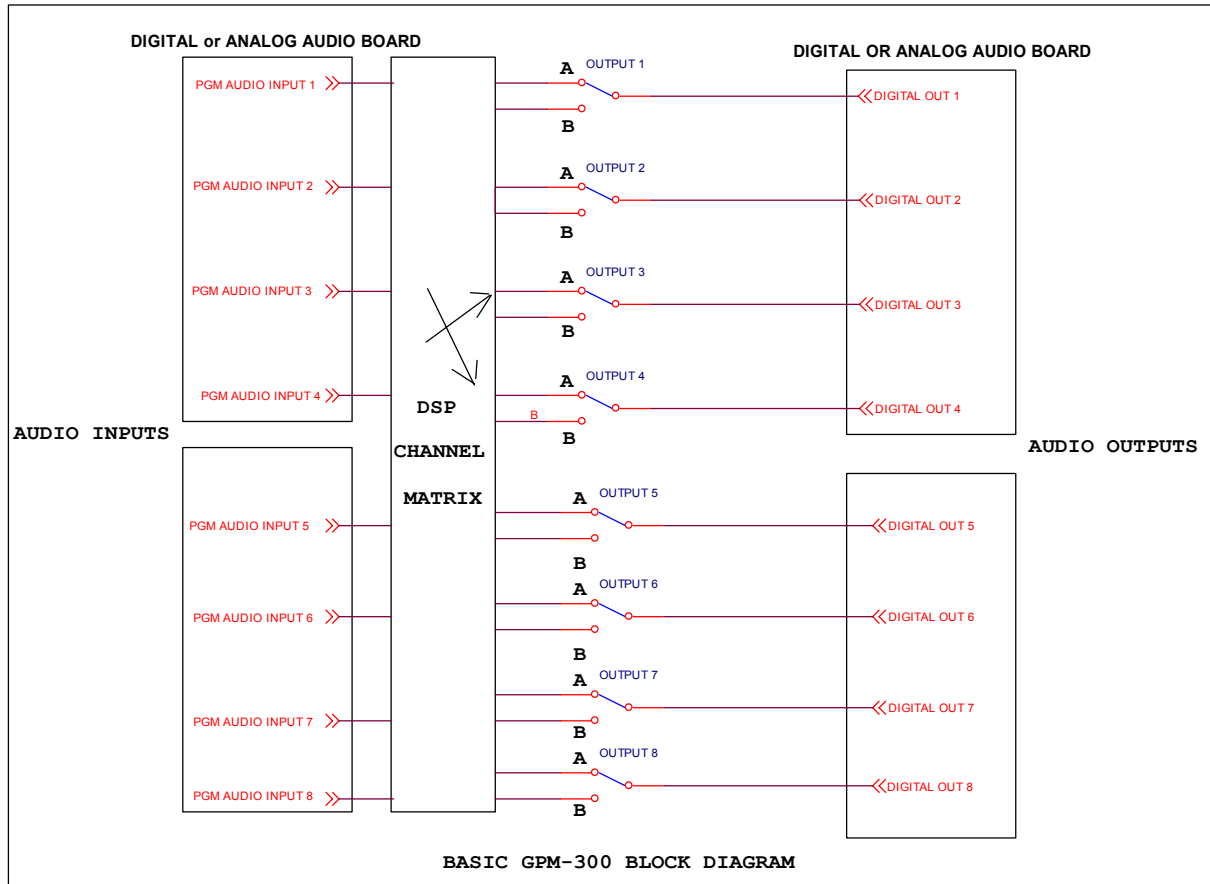 DIGITAL or ANALOG AUDIO BOARD
DIGITAL OR ANALOG AUDIO BOARD
PGM AUDIO INPUT 1
A
OUTPUT 1
B
DIGITAL OUT 1
PGM AUDIO INPUT 2
A
OUTPUT 2
B
DIGITAL OUT 2
PGM AUDIO INPUT 3
A
OUTPUT 3
B
DIGITAL OUT 3
PGM AUDIO INPUT 4
A
OUTPUT 4
B
B
DIGITAL OUT 4
AUDIO INPUTS
DSP
CHANNEL
MATRIX
AUDIO OUTPUTS
PGM AUDIO INPUT 5
A
OUTPUT 5
B
DIGITAL OUT 5
PGM AUDIO INPUT 6
A
OUTPUT 6
B
DIGITAL OUT 6
PGM AUDIO INPUT 7
A
OUTPUT 7
B
DIGITAL OUT 7
PGM AUDIO INPUT 8
A
OUTPUT 8
B
DIGITAL OUT 8
BASIC GPM-300 BLOCK DIAGRAM